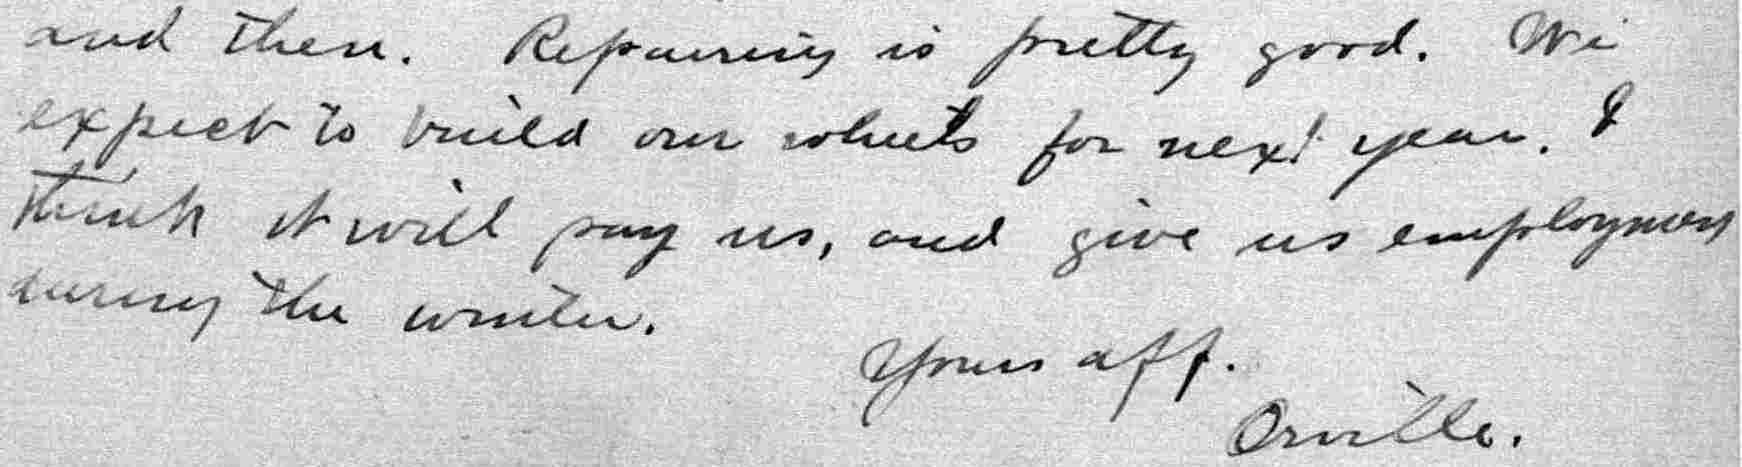 and then. Repairing is pretty good. We
expect to build our wheels for next year. I
think it will pay us, and give us employment
during the winter.
Yours aff.
Orville.